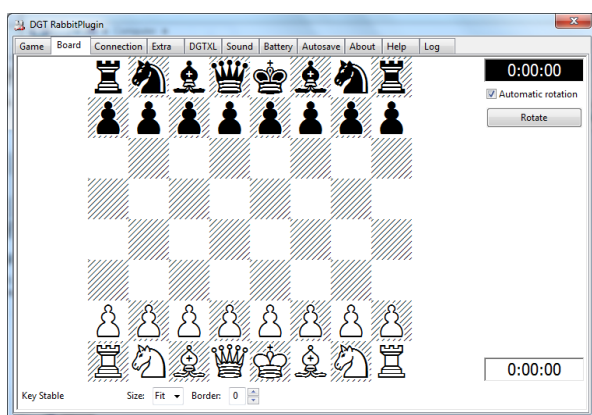 DGT RabbitPlugin
Game Board Connection Extra DGTXL Sound Battery Autosave About Help Log
0:00:00
Automatic rotation
Rotate
0:00:00
Key Stable Size: Fit Border: 0